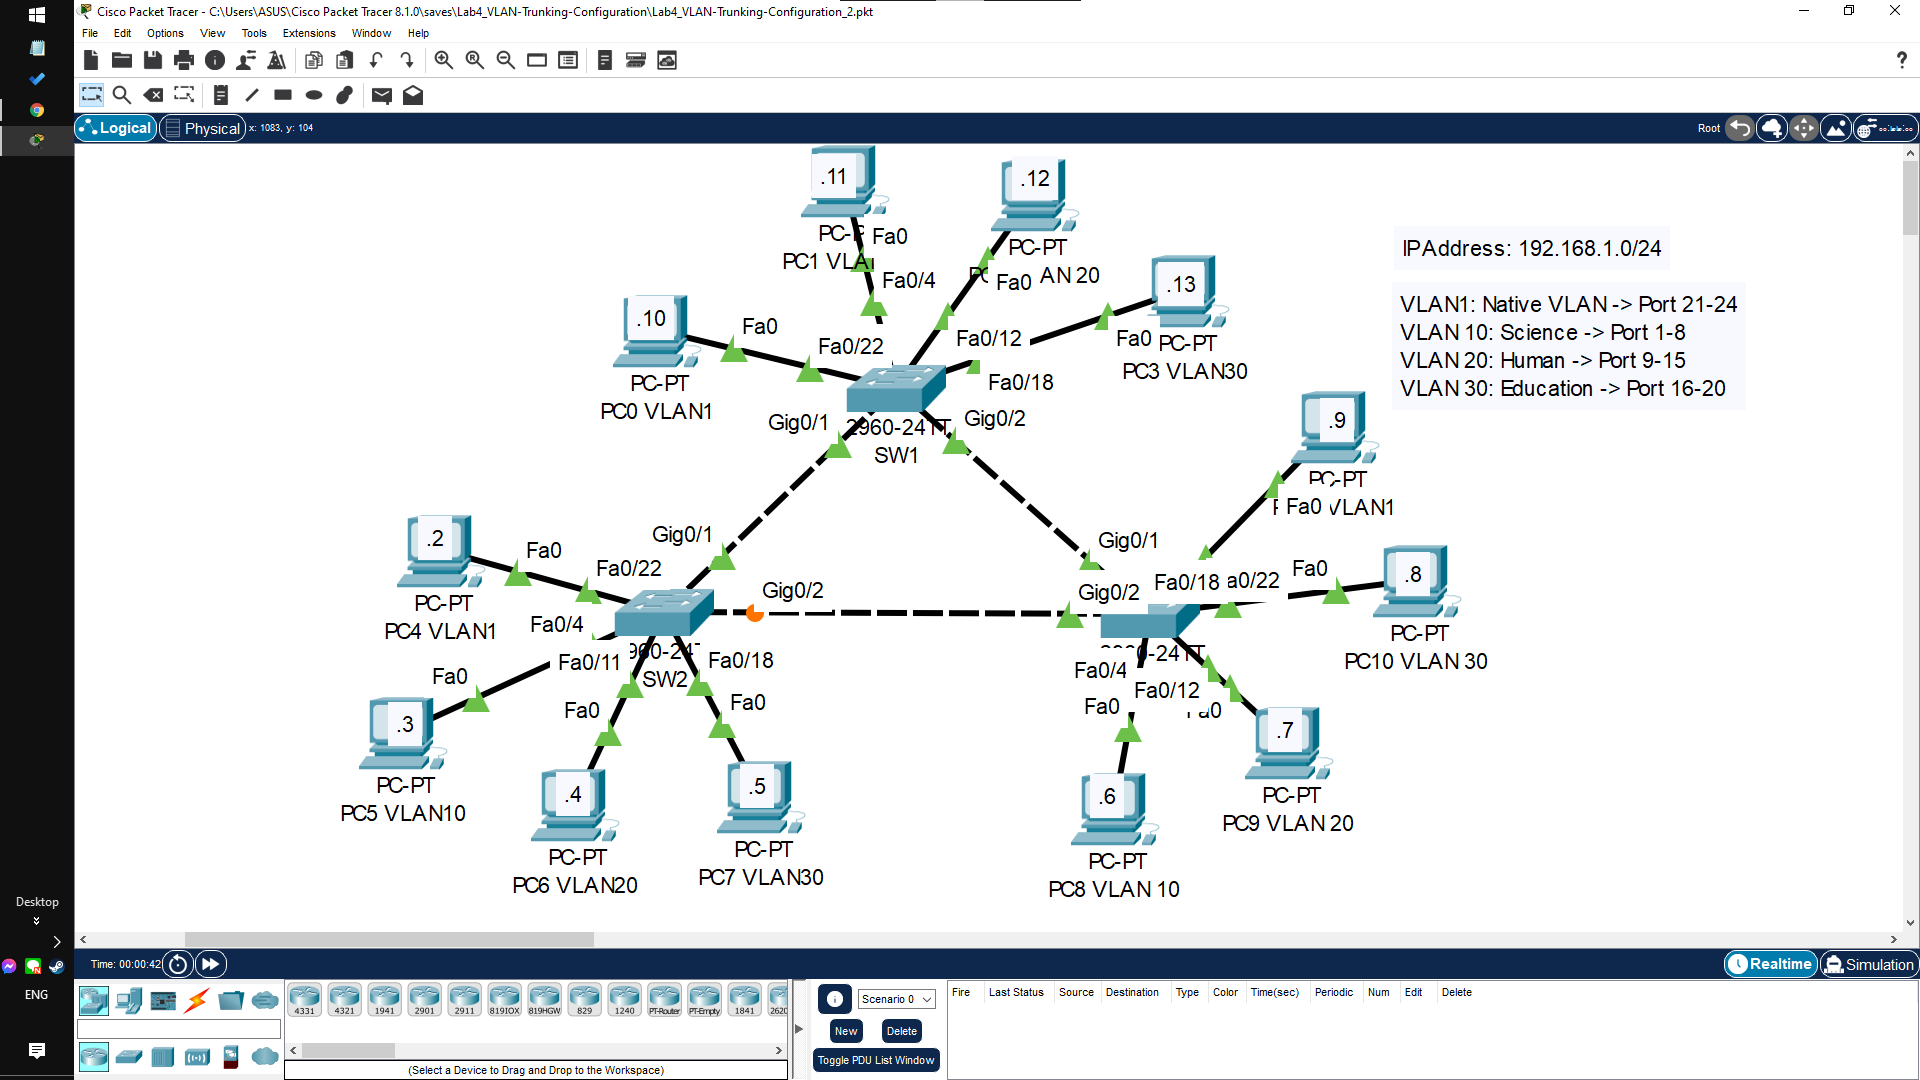 Cisco Packet Tracer - C:\Users\ASUS\Cisco Packet Tracer 8.1.0\saves\Lab4_VLAN-Trunking-Configuration\Lab4_VLAN-Trunking-Configuration_2.pkt
File Edit Options View Tools Extensions Window Help
Logical Physical x: 1083, y: 104 Root
.11
.12
PC-PT
Fa0
PC-PT
PC1
Fa0
AN 20
Fa0/4
.13
.10
Fa0
Fa0/22
Fa0/12
Fa0
PC-PT
PC3 VLAN30
Fa0/18
PC-PT
PC0 VLAN1
Gig0/1
Gig0/2
2960-24TT
SW1
IPAddress: 192.168.1.0/24
VLAN1: Native VLAN -> Port 21-24
VLAN 10: Science -> Port 1-8
VLAN 20: Human -> Port 9-15
VLAN 30: Education -> Port 16-20
.9
PC-PT
Fa0
VLAN1
Gig0/1
Gig0/1
.2
Fa0
Fa0/22
PC-PT
PC4 VLAN1
Gig0/2
Gig0/2
Fa0/18
a0/22
Fa0
.8
PC-PT
PC10 VLAN 30
Fa0/4
Fa0/11
960-24T
SW2
Fa0/18
Fa0
.3
PC-PT
PC5 VLAN10
Fa0
.4
PC-PT
PC6 VLAN20
Fa0
.5
PC-PT
PC7 VLAN30
0-24TT
Fa0/4
Fa0/12
Fa0
Fa0
.7
PC-PT
PC9 VLAN 20
.6
PC-PT
PC8 VLAN 10
Desktop
ENG
Time: 00:00:42
Realtime Simulation
4331 4321 1941 2901 2911 819IOX 819HGW 829 1240 PT-Router PT-Empty 1841 2620
(Select a Device to Drag and Drop to the Workspace)
Scenario 0
New Delete
Toggle PDU List Window
Fire Last Status Source Destination Type Color Time(sec) Periodic Num Edit Delete